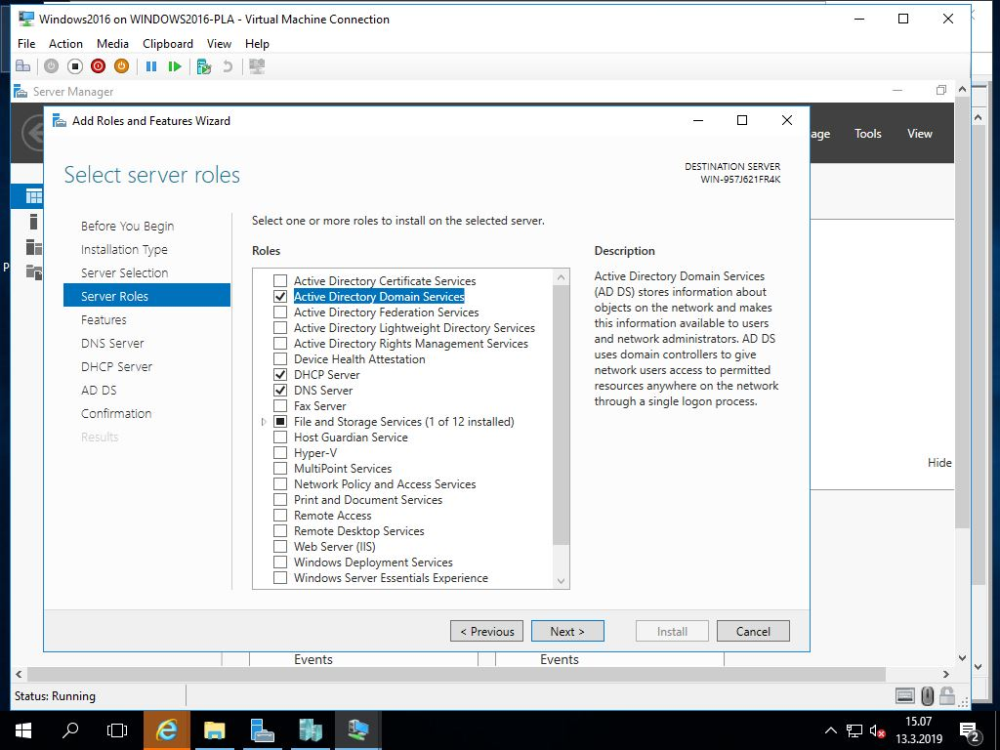 Windows2016 on WINDOWS2016-PLA - Virtual Machine Connection
File Action Media Clipboard View Help
Server Manager
Add Roles and Features Wizard
age Tools View
Select server roles
DESTINATION SERVER
WIN-957J621FR4K
Before You Begin
Installation Type
Server Selection
Server Roles
Features
DNS Server
DHCP Server
AD DS
Confirmation
Results
Select one or more roles to install on the selected server.
Roles
Active Directory Certificate Services
Active Directory Domain Services
Active Directory Federation Services
Active Directory Lightweight Directory Services
Active Directory Rights Management Services
Device Health Attestation
DHCP Server
DNS Server
Fax Server
File and Storage Services (1 of 12 installed)
Host Guardian Service
Hyper-V
MultiPoint Services
Network Policy and Access Services
Print and Document Services
Remote Access
Remote Desktop Services
Web Server (IIS)
Windows Deployment Services
Windows Server Essentials Experience
Description
Active Directory Domain Services
(AD DS) stores information about
objects on the network and makes
this information available to users
and network administrators. AD DS
uses domain controllers to give
network users access to permitted
resources anywhere on the network
through a single logon process.
Hide
P
< Previous Next > Install Cancel
Events Events
Status: Running
15.07
13.3.2019
2